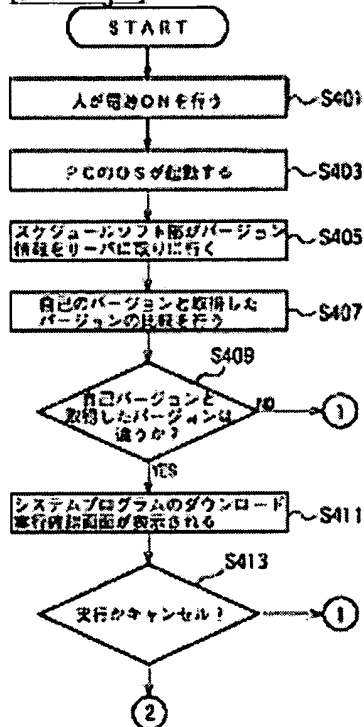 START
人が電源ONを行う
S401
PCのOSが起動する
S403
スケジュールソフト部がバージョン
情報をサーバに取りに行く
S405
自己のバージョンと取得した
バージョンの比較を行う
S407
S409
自己バージョンと
取得したバージョンは
違うか?
NO
1
YES
システムプログラムのダウンロード
実行確認画面が表示される
S411
S413
実行かキャンセル?
1
2